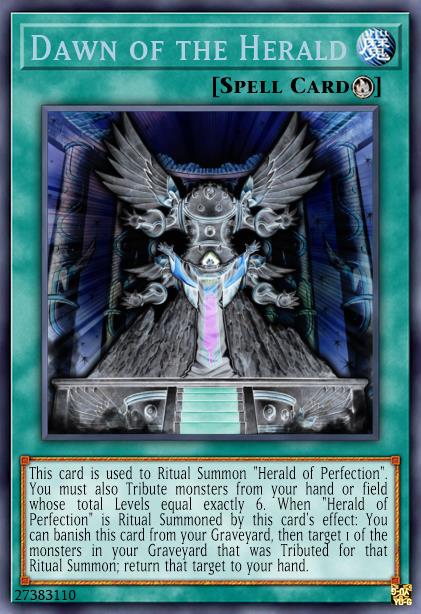 Dawn of the Herald 魔
[Spell Card]
This card is used to Ritual Summon "Herald of Perfection".
You must also Tribute monsters from your hand or field
whose total Levels equal exactly 6. When "Herald of
Perfection" is Ritual Summoned by this card's effect: You
can banish this card from your Graveyard, then target 1 of the
monsters in your Graveyard that was Tributed for that
Ritual Summon; return that target to your hand.
27383110